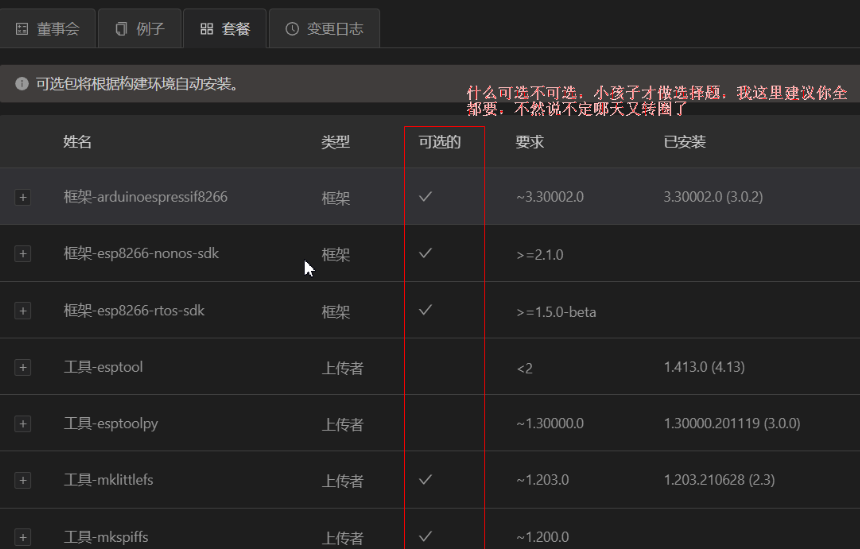 董事会 例子 套餐 变更日志
可选包将根据构建环境自动安装。
什么可选不可选，小孩子才做选择题，我这里建议你全
都要，不然说不定哪天又转圈了
姓名 类型 可选的 要求 已安装
框架-arduinoespressif8266 框架 ~3.30002.0 3.30002.0 (3.0.2)
框架-esp8266-nonos-sdk 框架 >=2.1.0
框架-esp8266-rtos-sdk 框架 >=1.5.0-beta
工具-esptool 上传者 <2 1.413.0 (4.13)
工具-esptoolpy 上传者 ~1.30000.0 1.30000.201119 (3.0.0)
工具-mklittlefs 上传者 ~1.203.0 1.203.210628 (2.3)
工具-mkspiffs 上传者 ~1.200.0